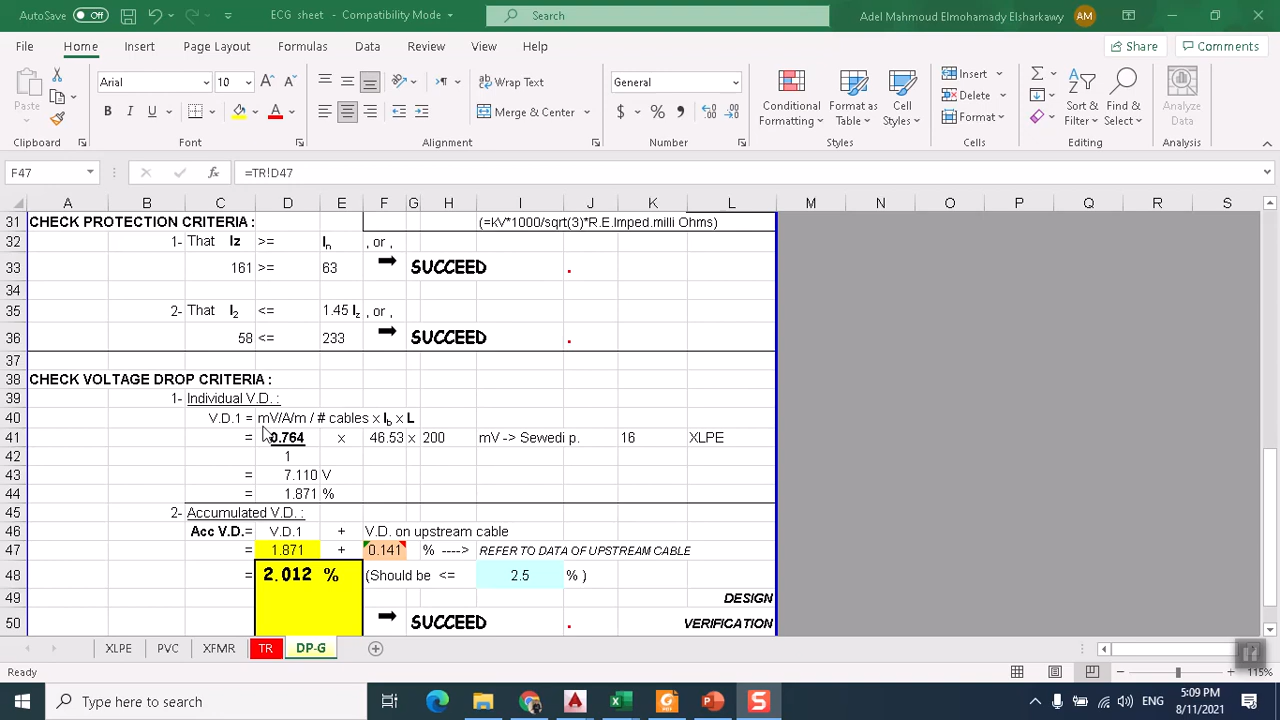 AutoSave Off ECG sheet - Compatibility Mode Search Adel Mahmoud Elmohamady Elsharkawy AM
File Home Insert Page Layout Formulas Data Review View Help Share Comments
Paste Arial 10 Wrap Text General Conditional Format as Cell Insert Σ Sort & Find & Analyze
B I U A Merge & Center $ % Formatting Table Styles Delete Format Filter Select Data
Clipboard Font Alignment Number Styles Cells Editing Analysis
F47 fx =TR!D47
A B C D E F G H I J K L M N O P Q R S
31 CHECK PROTECTION CRITERIA : (=kV*1000/sqrt(3)*R.E.Imped.milli Ohms)
32 1- That Iz >= In , or ,
33 161 >= 63 SUCCEED .
34
35 2- That I2 <= 1.45 Iz , or ,
36 58 <= 233 SUCCEED .
37
38 CHECK VOLTAGE DROP CRITERIA :
39 1- Individual V.D. :
40 V.D.1 = mV/A/m / # cables x Ib x L
41 = 0.764 x 46.53 x 200 mV -> Sewedi p. 16 XLPE
42 1
43 = 7.110 V
44 = 1.871 %
45 2- Accumulated V.D. :
46 Acc V.D.= V.D.1 + V.D. on upstream cable
47 = 1.871 + 0.141 % ----> REFER TO DATA OF UPSTREAM CABLE
48 = 2.012 % (Should be <= 2.5 % )
49 DESIGN
50 SUCCEED . VERIFICATION
XLPE PVC XFMR TR DP-G
Ready 115%
Type here to search ENG 5:09 PM
8/11/2021